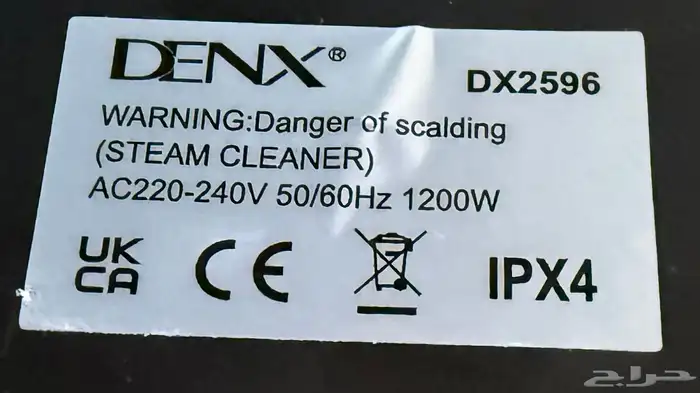 DENX®
DX2596
WARNING:Danger of scalding
(STEAM CLEANER)
AC220-240V 50/60Hz 1200W
UK
CA
CE
IPX4
حراج